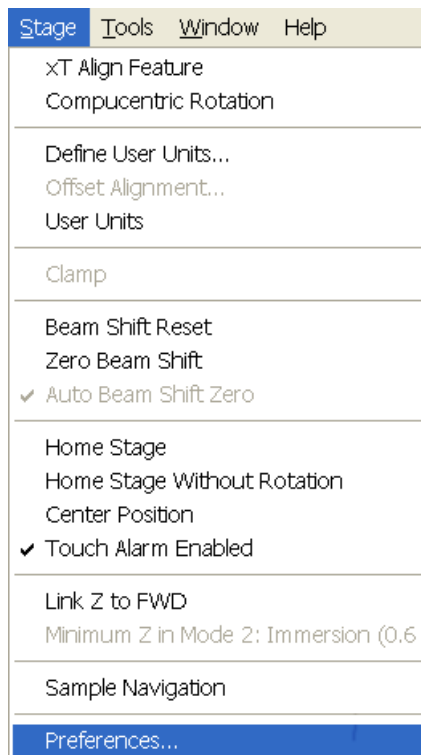 Stage Tools Window Help
xT Align Feature
Compucentric Rotation
Define User Units...
Offset Alignment...
User Units
Clamp
Beam Shift Reset
Zero Beam Shift
Auto Beam Shift Zero
Home Stage
Home Stage Without Rotation
Center Position
Touch Alarm Enabled
Link Z to FWD
Minimum Z in Mode 2: Immersion (0.6
Sample Navigation
Preferences...